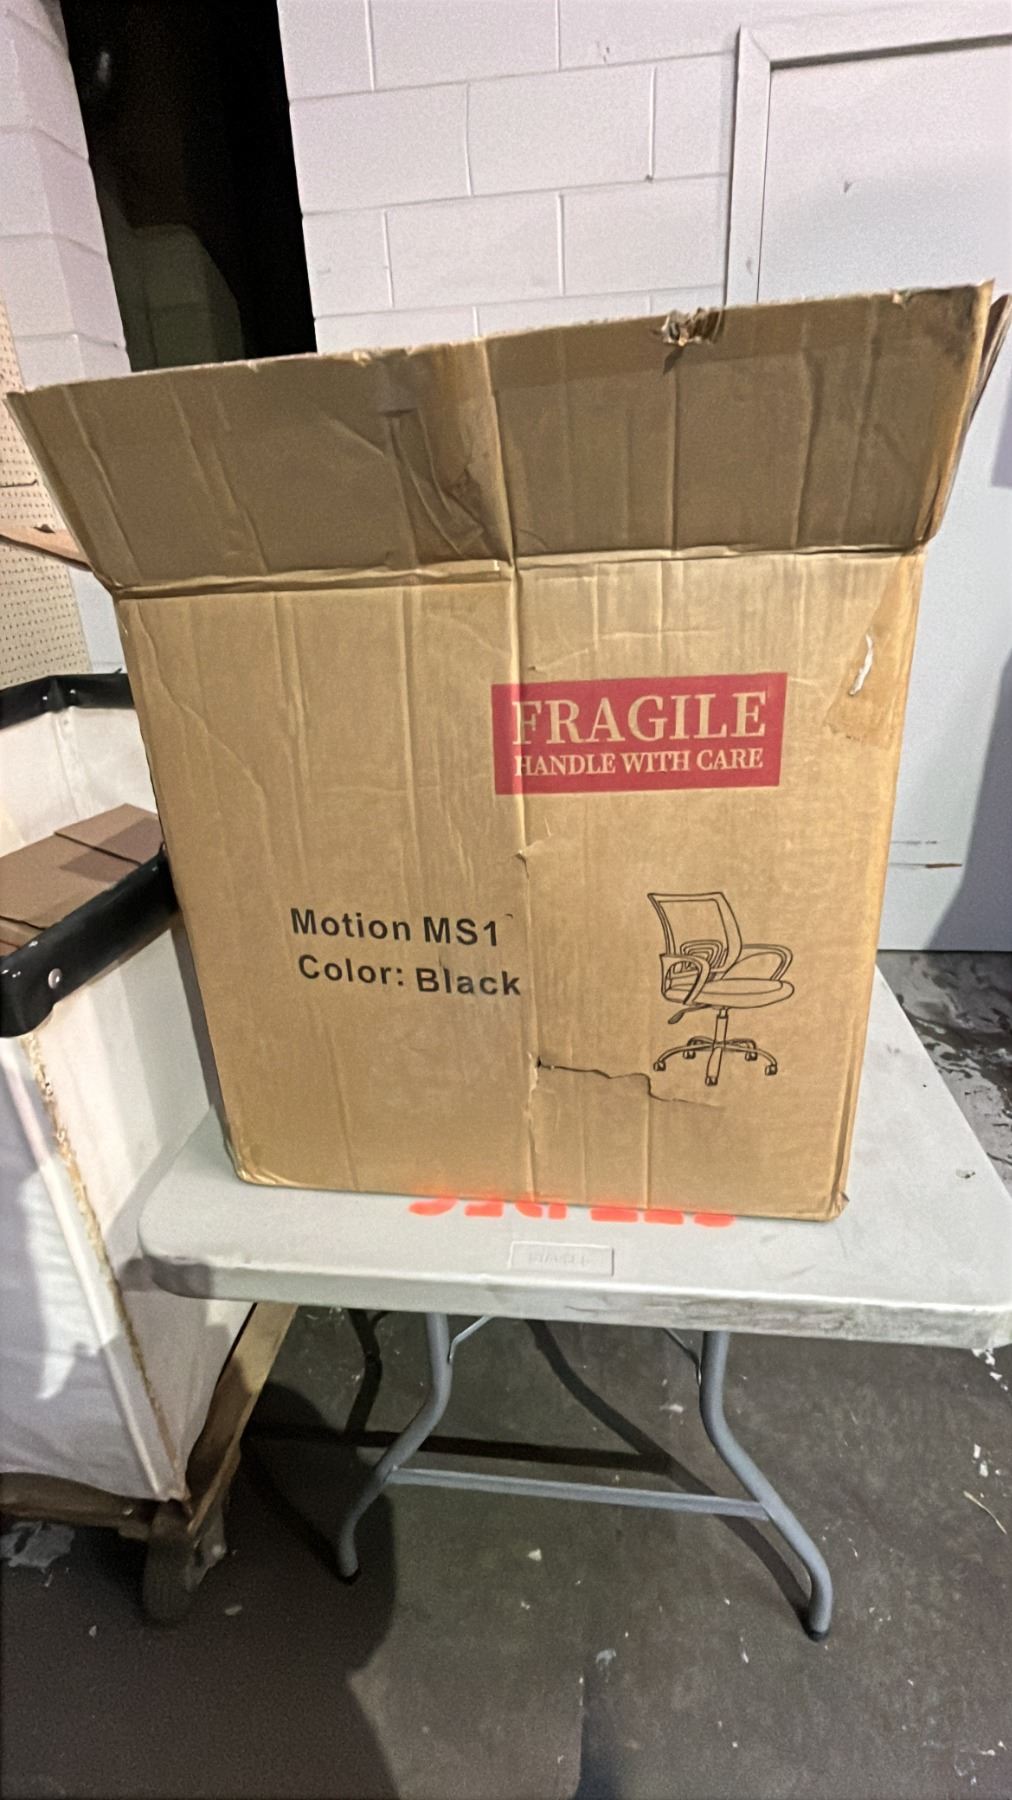 FRAGILE
HANDLE WITH CARE
Motion MS1
Color: Black